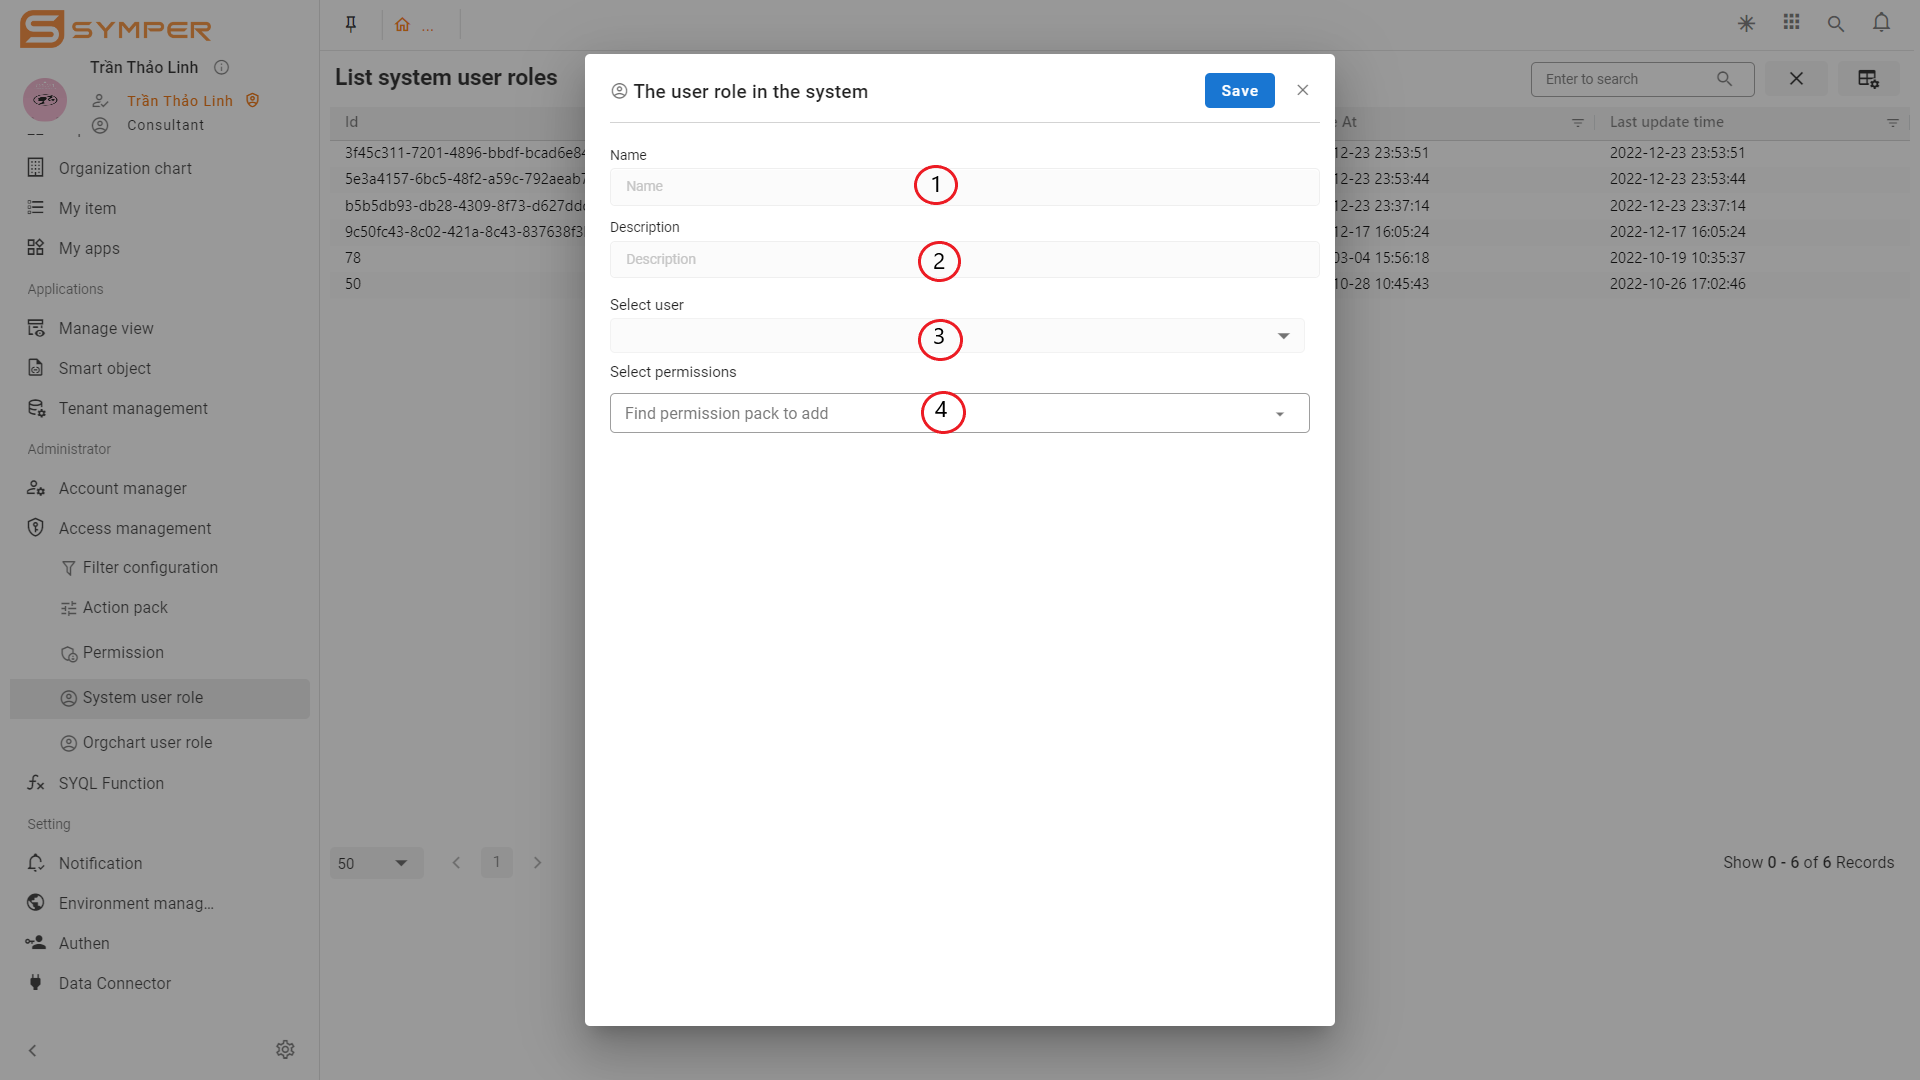 SYMPER
Trần Thảo Linh
Trần Thảo Linh
Consultant
Organization chart
My item
My apps
Applications
Manage view
Smart object
Tenant management
Administrator
Account manager
Access management
Filter configuration
Action pack
Permission
System user role
Orgchart user role
SYQL Function
Setting
Notification
Environment manag...
Authen
Data Connector
...
List system user roles
Enter to search
Id
At
Last update time
3f45c311-7201-4896-bbdf-bcad6e84
12-23 23:53:51
2022-12-23 23:53:51
5e3a4157-6bc5-48f2-a59c-792aeab7
12-23 23:53:44
2022-12-23 23:53:44
b5b5db93-db28-4309-8f73-d627ddc
12-23 23:37:14
2022-12-23 23:37:14
9c50fc43-8c02-421a-8c43-837638f3
12-17 16:05:24
2022-12-17 16:05:24
78
03-04 15:56:18
2022-10-19 10:35:37
50
10-28 10:45:43
2022-10-26 17:02:46
50
1
Show 0 - 6 of 6 Records
The user role in the system
Save
Name
Name
1
Description
Description
2
Select user
3
Select permissions
Find permission pack to add
4